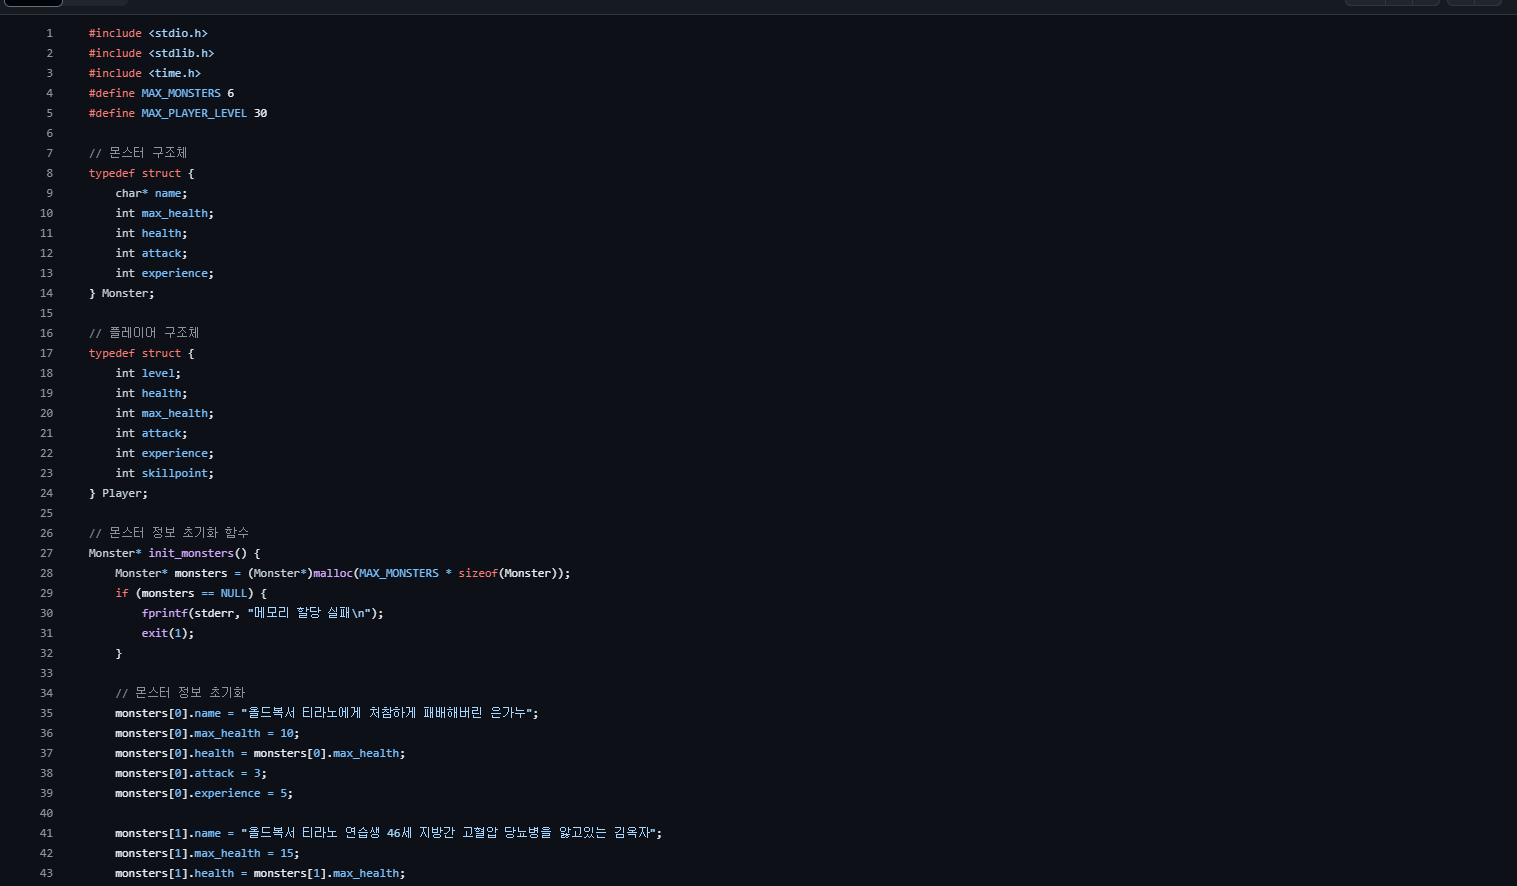 1 #include <stdio.h>
2 #include <stdlib.h>
3 #include <time.h>
4 #define MAX_MONSTERS 6
5 #define MAX_PLAYER_LEVEL 30
6
7 // 몬스터 구조체
8 typedef struct {
9 char* name;
10 int max_health;
11 int health;
12 int attack;
13 int experience;
14 } Monster;
15
16 // 플레이어 구조체
17 typedef struct {
18 int level;
19 int health;
20 int max_health;
21 int attack;
22 int experience;
23 int skillpoint;
24 } Player;
25
26 // 몬스터 정보 초기화 함수
27 Monster* init_monsters() {
28 Monster* monsters = (Monster*)malloc(MAX_MONSTERS * sizeof(Monster));
29 if (monsters == NULL) {
30 fprintf(stderr, "메모리 할당 실패\n");
31 exit(1);
32 }
33
34 // 몬스터 정보 초기화
35 monsters[0].name = "올드복서 티라노에게 처참하게 패배해버린 은가누";
36 monsters[0].max_health = 10;
37 monsters[0].health = monsters[0].max_health;
38 monsters[0].attack = 3;
39 monsters[0].experience = 5;
40
41 monsters[1].name = "올드복서 티라노 연습생 46세 지방간 고혈압 당뇨병을 앓고있는 김옥자";
42 monsters[1].max_health = 15;
43 monsters[1].health = monsters[1].max_health;